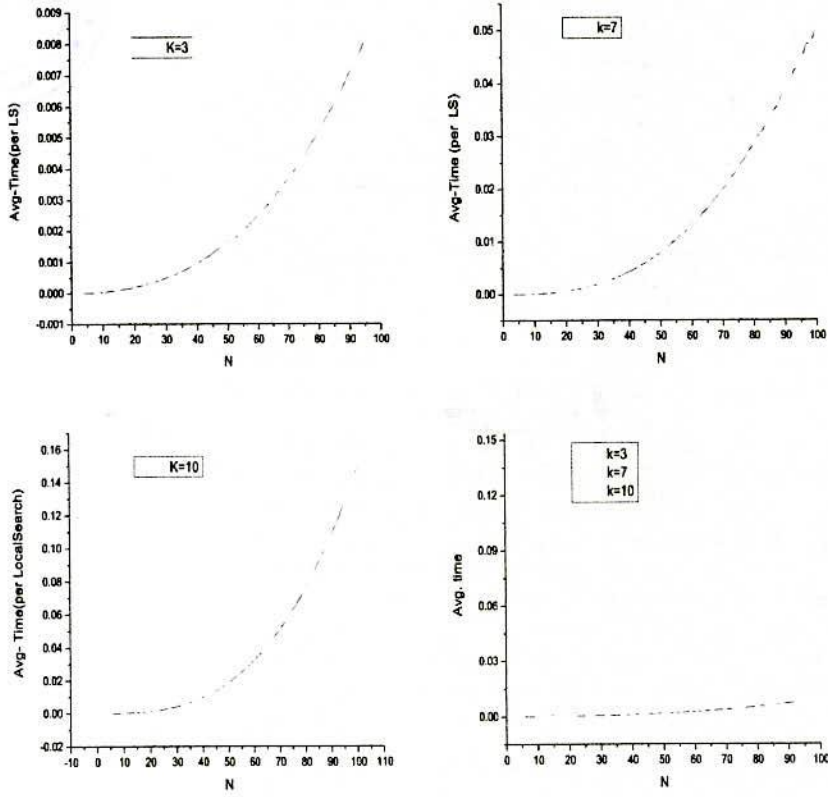 K=3
Avg-Time(per LS)
0.009
0.008
0.007
0.006
0.005
0.004
0.003
0.002
0.001
0.000
-0.001
0 10 20 30 40 50 60 70 80 90 100
N
k=7
Avg-Time (per LS)
0.05
0.04
0.03
0.02
0.01
0.00
0 10 20 30 40 50 60 70 80 90 100
N
K=10
Avg- Time(per LocalSearch)
0.16
0.14
0.12
0.10
0.08
0.06
0.04
0.02
0.00
-0.02
-10 0 10 20 30 40 50 60 70 80 90 100 110
N
k=3
k=7
k=10
Avg. time
0.15
0.12
0.09
0.06
0.03
0.00
0 10 20 30 40 50 60 70 80 90 100
N